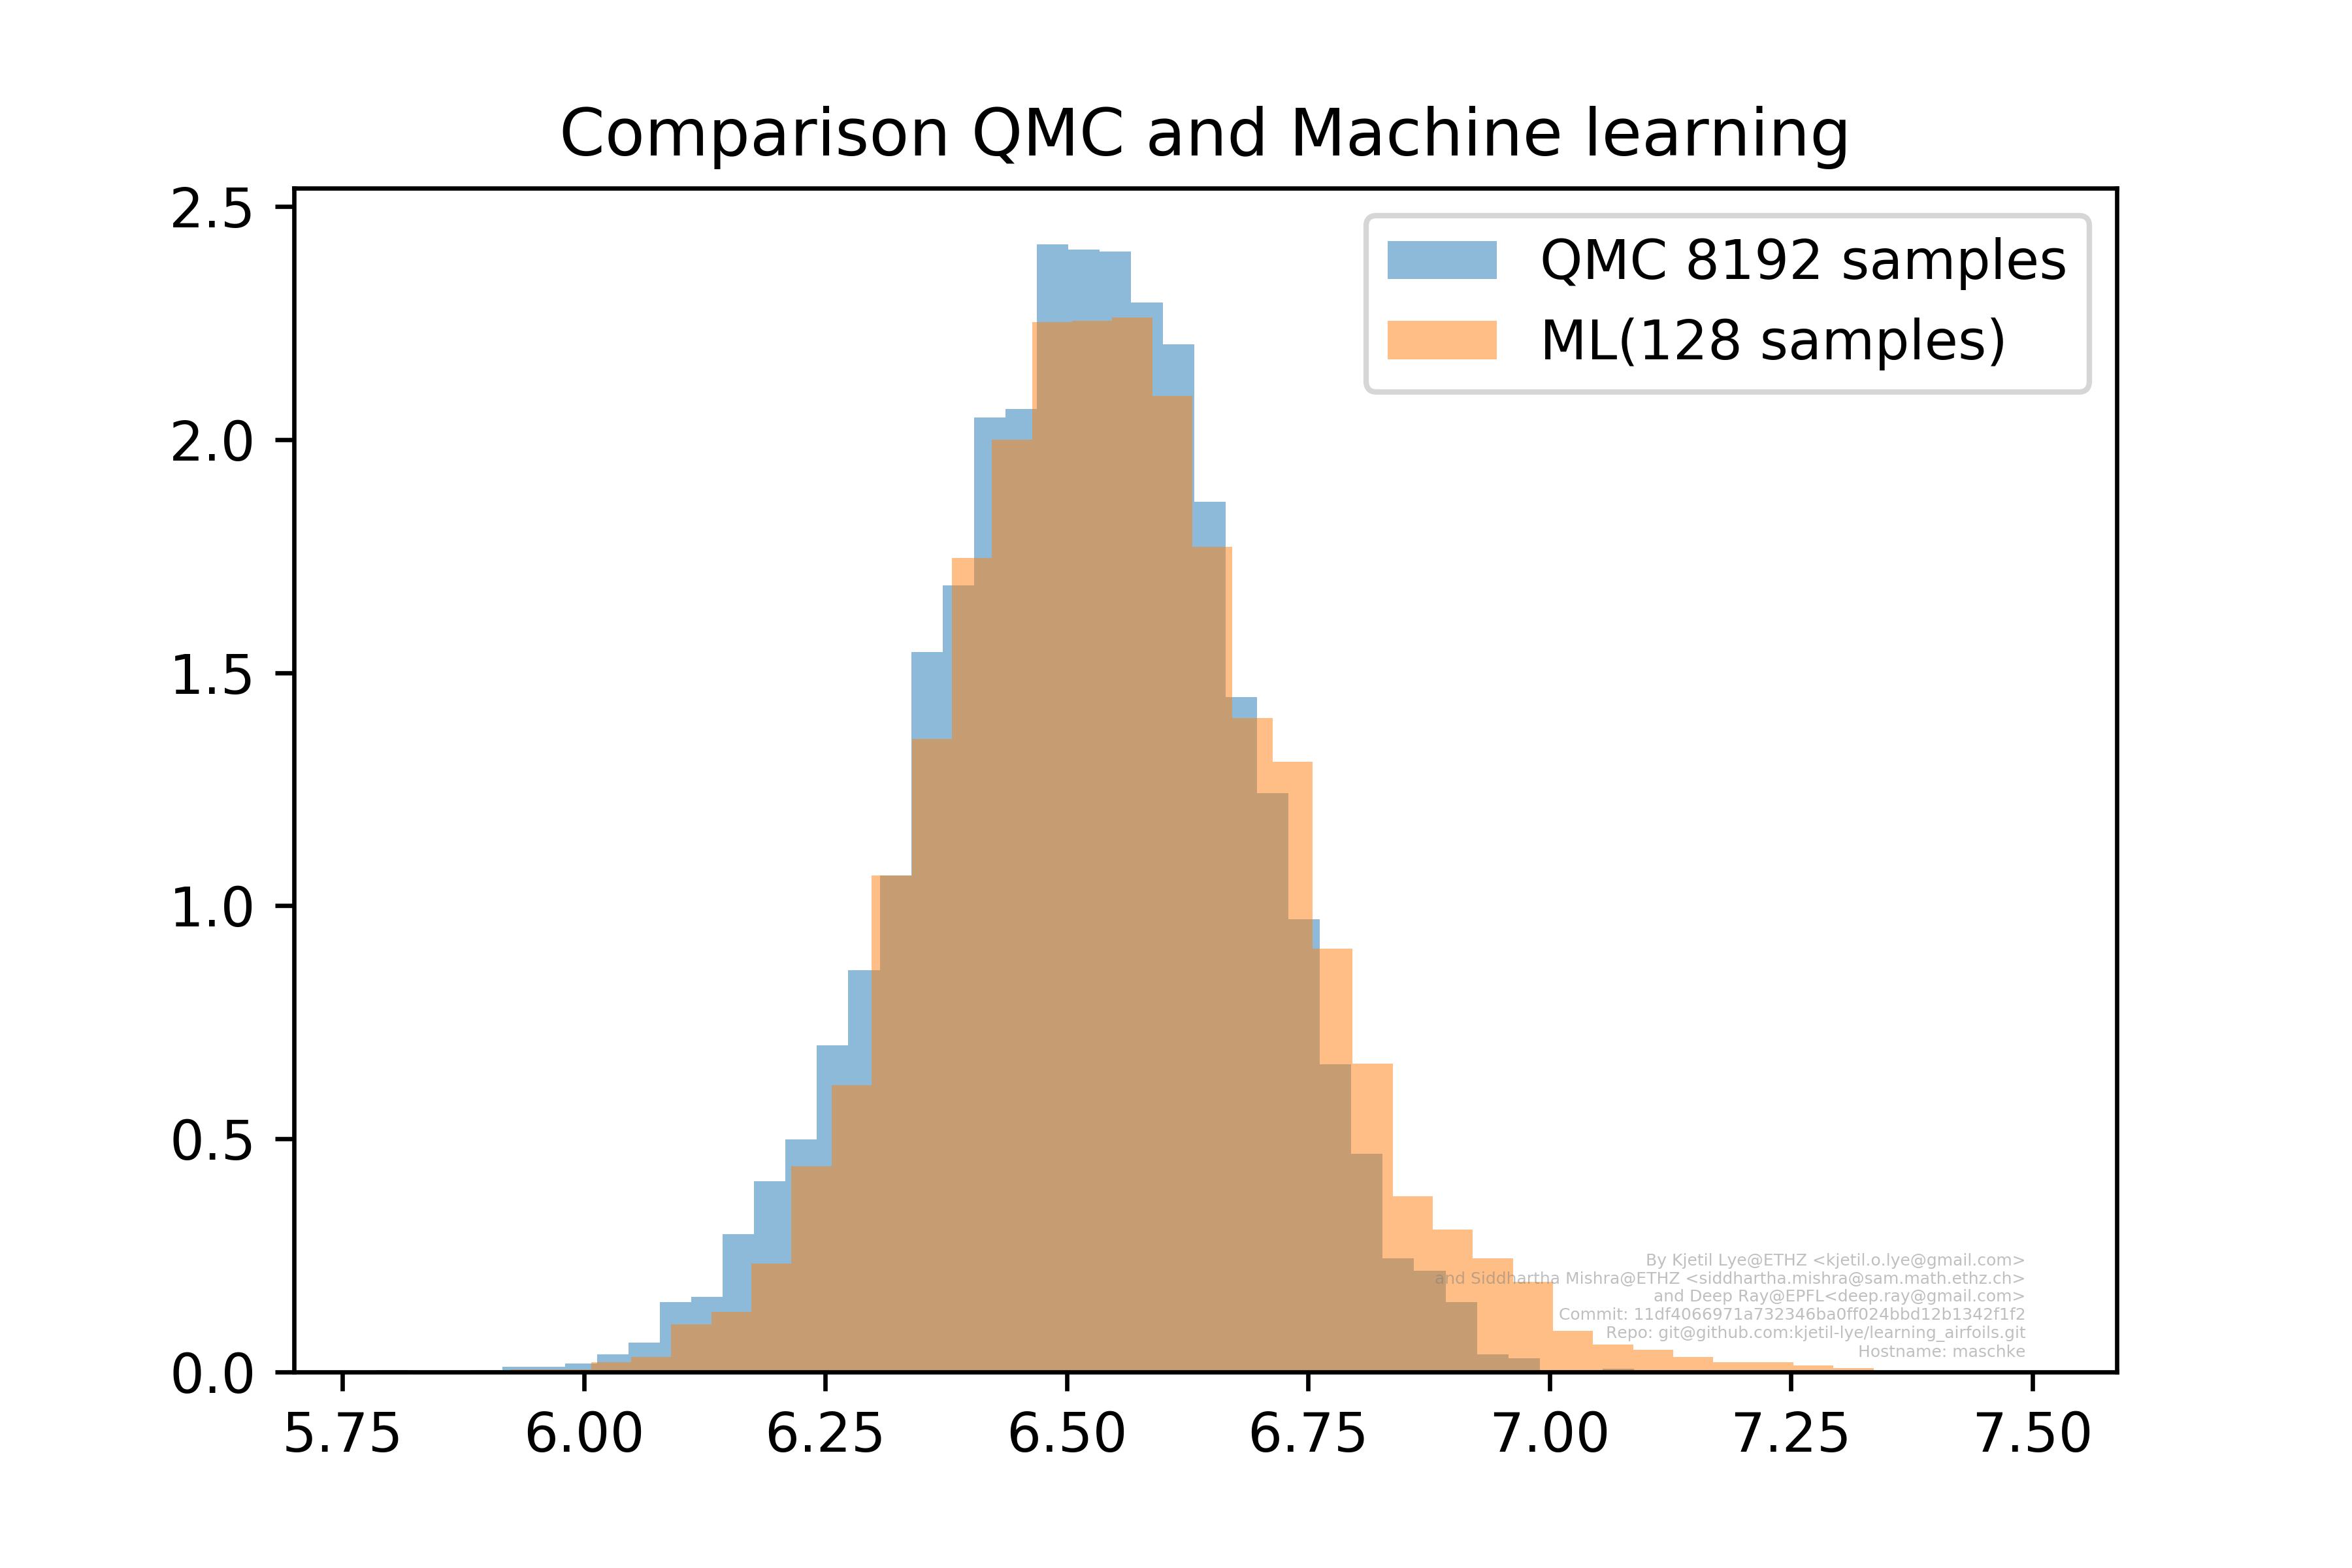 Comparison QMC and Machine learning
QMC 8192 samples
ML(128 samples)
2.5
2.0
1.5
1.0
0.5
0.0
By Kjetil Lye@ETHZ <kjetil.o.lye@gmail.com>
and Siddhartha Mishra@ETHZ <siddhartha.mishra@sam.math.ethz.ch>
and Deep Ray@EPFL<deep.ray@gmail.com>
Commit: 11df4066971a732346ba0ff024bbd12b1342f1f2
Repo: git@github.com:kjetil-lye/learning_airfoils.git
Hostname: maschke
5.75 6.00 6.25 6.50 6.75 7.00 7.25 7.50